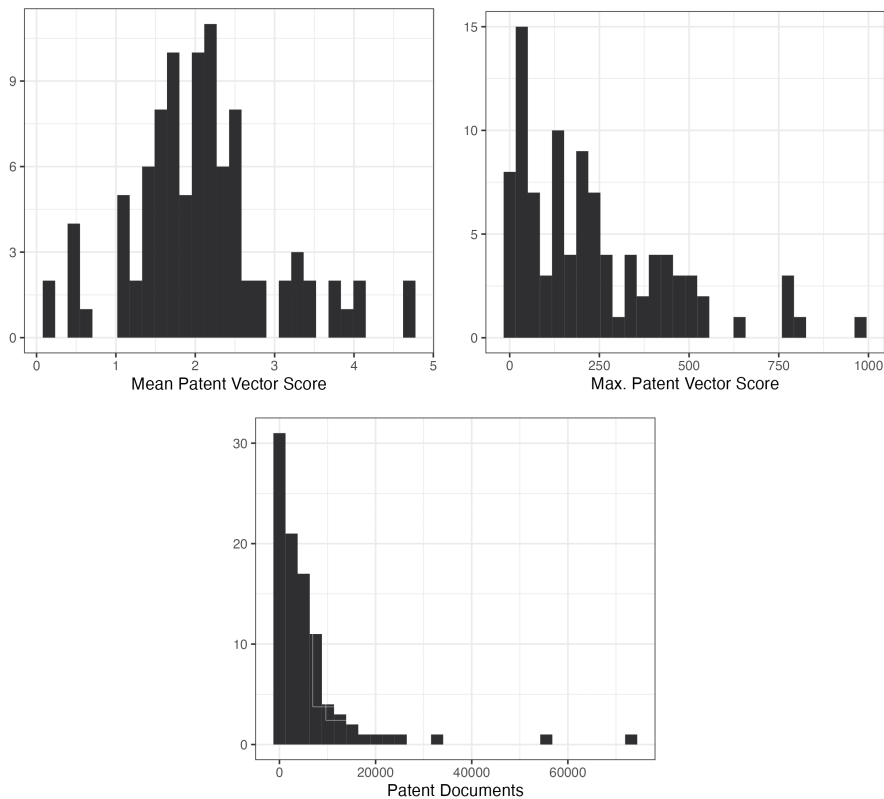 9
6
3
0
0 1 2 3 4 5
Mean Patent Vector Score
15
10
5
0
0 250 500 750 1000
Max. Patent Vector Score
30
20
10
0
0 20000 40000 60000
Patent Documents